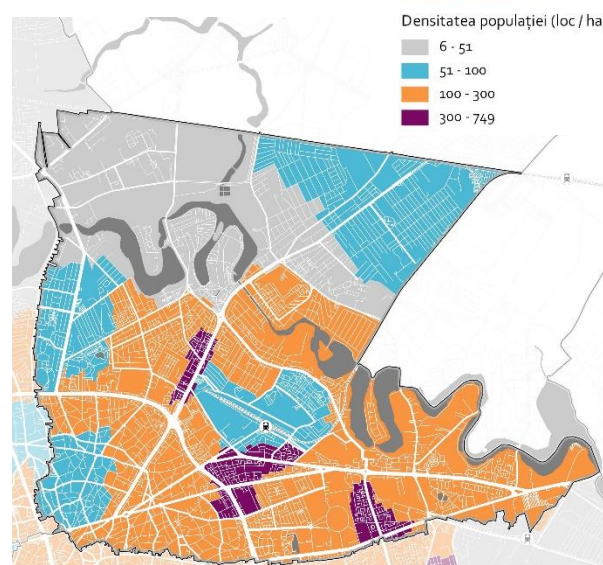 Densitatea populației (loc / ha
6 - 51
51 - 100
100 - 300
300 - 749